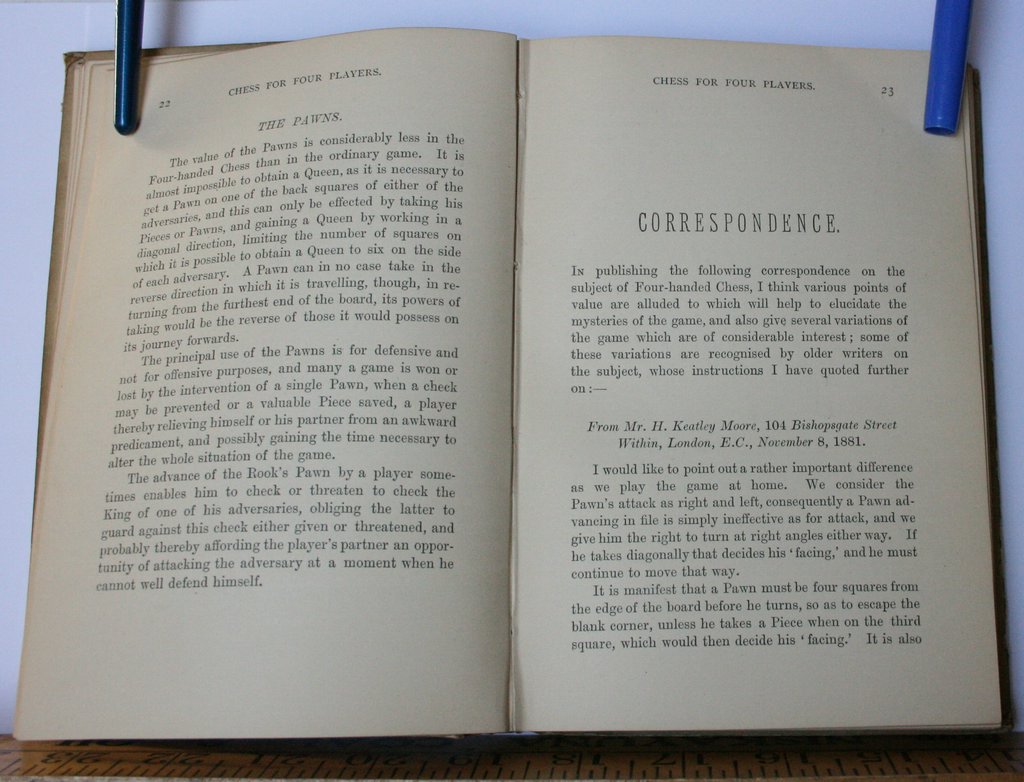 22
CHESS FOR FOUR PLAYERS.
THE PAWNS.
The value of the Pawns is considerably less in the
Four-handed Chess than in the ordinary game. It is
almost impossible to obtain a Queen, as it is necessary to
get a Pawn on one of the back squares of either of the
adversaries, and this can only be effected by taking his
Pieces or Pawns, and gaining a Queen by working in a
diagonal direction, limiting the number of squares on
which it is possible to obtain a Queen to six on the side
of each adversary. A Pawn can in no case take in the
reverse direction in which it is travelling, though, in re-
turning from the furthest end of the board, its powers of
taking would be the reverse of those it would possess on
its journey forwards.
The principal use of the Pawns is for defensive and
not for offensive purposes, and many a game is won or
lost by the intervention of a single Pawn, when a check
may be prevented or a valuable Piece saved, a player
thereby relieving himself or his partner from an awkward
predicament, and possibly gaining the time necessary to
alter the whole situation of the game.
The advance of the Rook's Pawn by a player some-
times enables him to check or threaten to check the
King of one of his adversaries, obliging the latter to
guard against this check either given or threatened, and
probably thereby affording the player's partner an oppor-
tunity of attacking the adversary at a moment when he
cannot well defend himself.
CHESS FOR FOUR PLAYERS.
23
CORRESPONDENCE.
IN publishing the following correspondence on the
subject of Four-handed Chess, I think various points of
value are alluded to which will help to elucidate the
mysteries of the game, and also give several variations of
the game which are of considerable interest; some of
these variations are recognised by older writers on
the subject, whose instructions I have quoted further
on:—
From Mr. H. Keatley Moore, 104 Bishopsgate Street
Within, London, E.C., November 8, 1881.
I would like to point out a rather important difference
as we play the game at home. We consider the
Pawn's attack as right and left, consequently a Pawn ad-
vancing in file is simply ineffective as for attack, and we
give him the right to turn at right angles either way. If
he takes diagonally that decides his 'facing,' and he must
continue to move that way.
It is manifest that a Pawn must be four squares from
the edge of the board before he turns, so as to escape the
blank corner, unless he takes a Piece when on the third
square, which would then decide his 'facing.' It is also